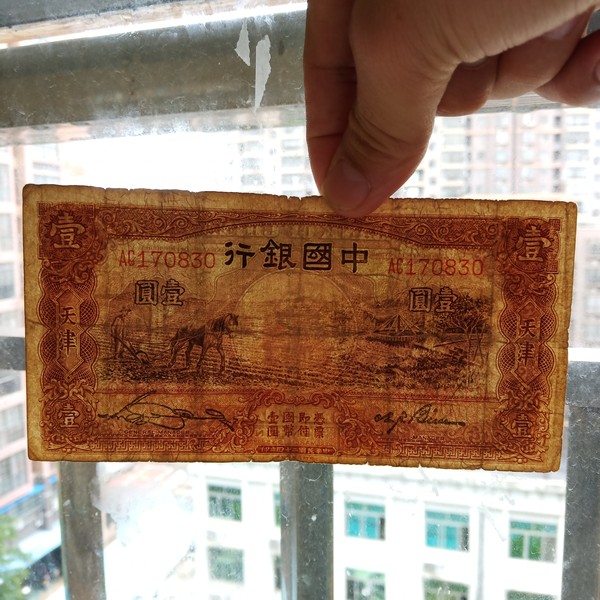 壹 壹
中國銀行
AC170830 AC170830
壹圓 壹圓
天津 天津
壹 壹